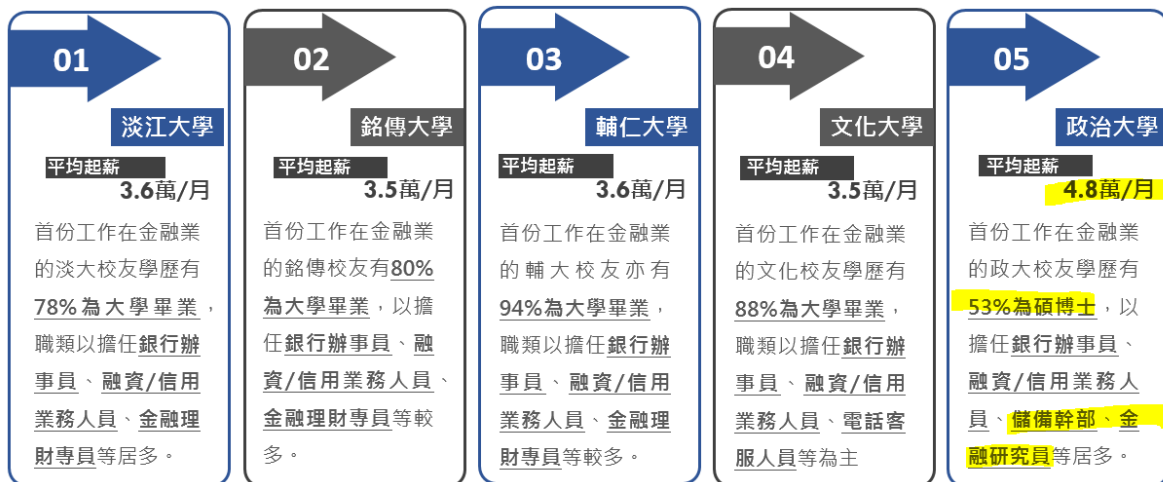 01
淡江大學
平均起薪
3.6萬/月
首份工作在金融業
的淡大校友學歷有
78%為大學畢業，
職類以擔任銀行辦
事員、融資/信用
業務人員、金融理
財專員等居多。
02
銘傳大學
平均起薪
3.5萬/月
首份工作在金融業
的銘傳校友有80%
為大學畢業，以擔
任銀行辦事員、融
資/信用業務人員、
金融理財專員等較
多。
03
輔仁大學
平均起薪
3.6萬/月
首份工作在金融業
的輔大校友亦有
94%為大學畢業，
職類以擔任銀行辦
事員、融資/信用
業務人員、金融理
財專員等較多。
04
文化大學
平均起薪
3.5萬/月
首份工作在金融業
的文化校友學歷有
88%為大學畢業，
職類以擔任銀行辦
事員、融資/信用
業務人員、電話客
服人員等為主
05
政治大學
平均起薪
4.8萬/月
首份工作在金融業
的政大校友學歷有
53%為碩博士，以
擔任銀行辦事員、
融資/信用業務人
員、儲備幹部、金
融研究員等居多。